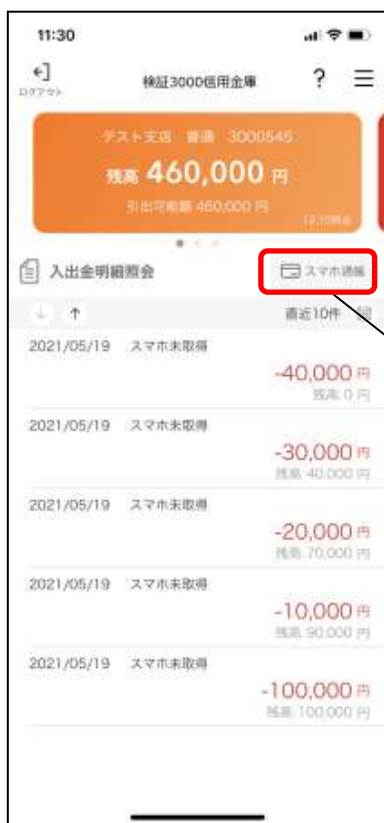 11:30
ログアウト
検証3000信用金庫
?
テスト支店 普通 3000545
残高 460,000 円
引出可能額 460,000 円
入出金明細照会
スマホ通帳
↓ ↑ 直近10件
2021/05/19 スマホ未取得
-40,000 円
残高 0 円
2021/05/19 スマホ未取得
-30,000 円
残高 40,000 円
2021/05/19 スマホ未取得
-20,000 円
残高 70,000 円
2021/05/19 スマホ未取得
-10,000 円
残高 90,000 円
2021/05/19 スマホ未取得
-100,000 円
残高 100,000 円